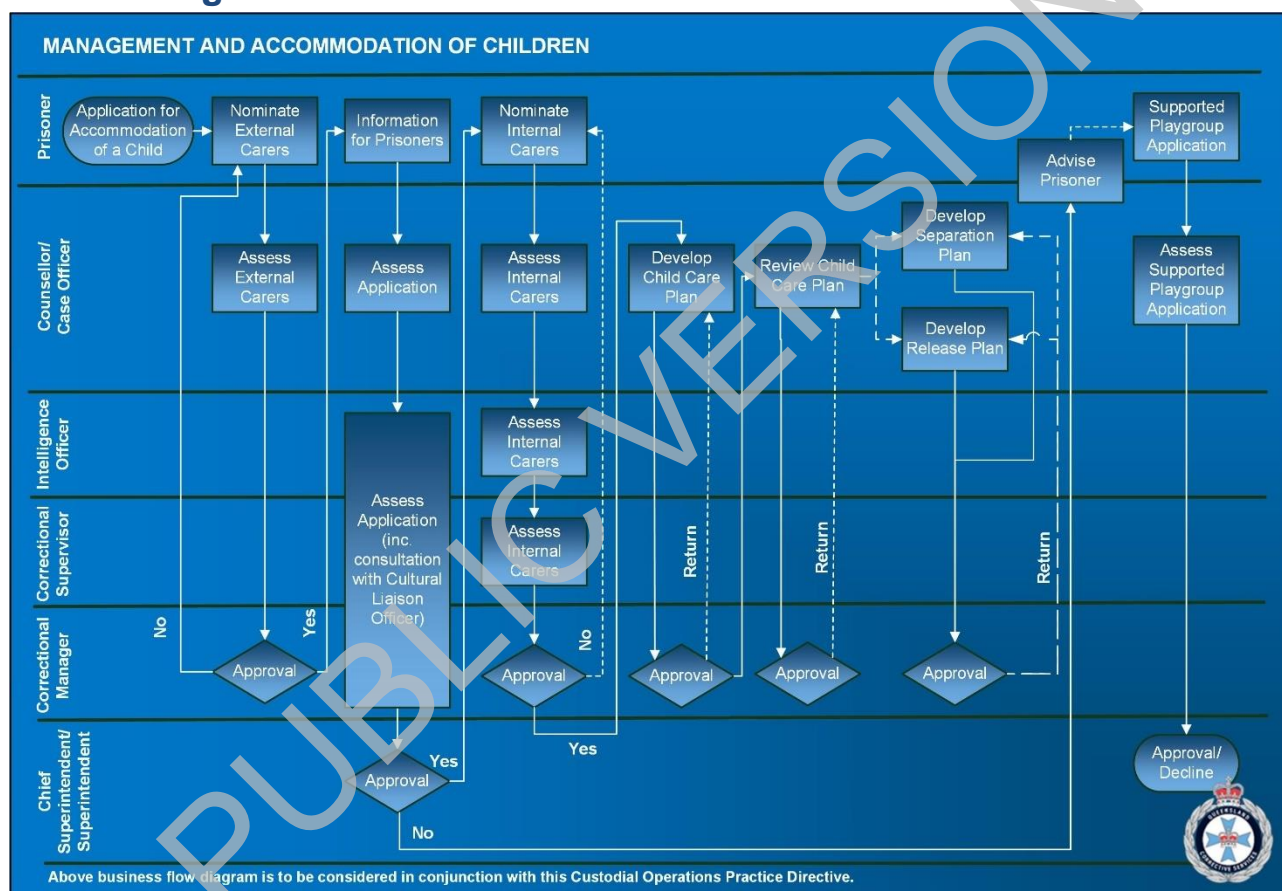 MANAGEMENT AND ACCOMMODATION OF CHILDREN
Prisoner
Application for
Accommodation
of a Child
Nominate
External
Carers
Information
for Prisoners
Nominate
Internal
Carers
Advise
Prisoner
Supported
Playgroup
Application
Counsellor/
Case Officer
Assess
External
Carers
Assess
Application
Assess
Internal
Carers
Develop
Child Care
Plan
Review Child
Care Plan
Develop
Separation
Plan
Develop
Release Plan
Assess
Supported
Playgroup
Application
Intelligence
Officer
Assess
Internal
Carers
Correctional
Supervisor
Assess
Application
(inc.
consultation
with Cultural
Liaison
Officer)
Assess
Internal
Carers
Return
Return
Return
Correctional
Manager
No
Approval
Yes
Approval
No
Approval
Approval
Approval
Chief
Superintendent/
Superintendent
Approval
Yes
No
Yes
Approval/
Decline
QUEENSLAND
CORRECTIVE SERVICES
Above business flow diagram is to be considered in conjunction with this Custodial Operations Practice Directive.
PUBLIC VERSION